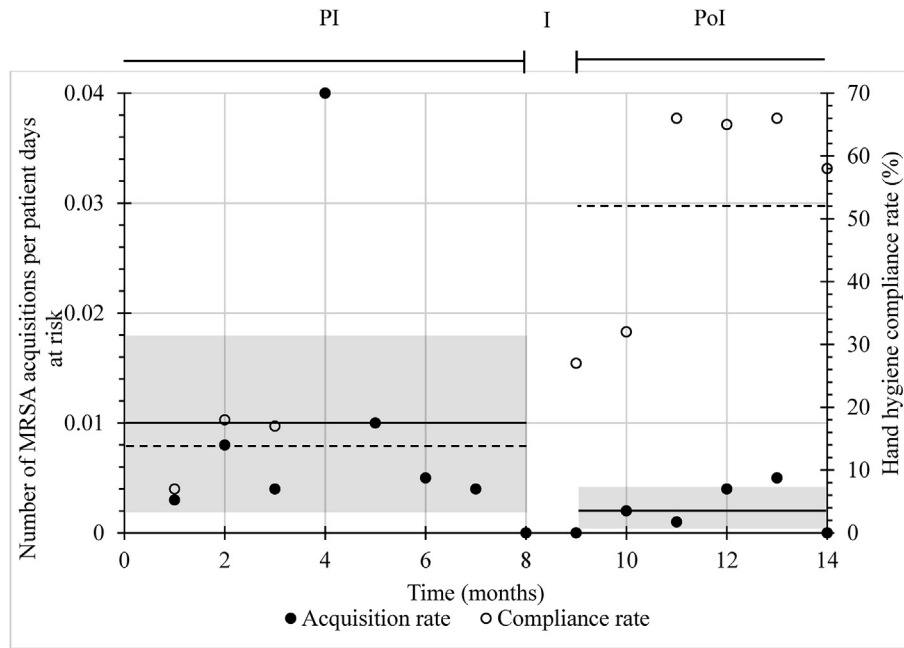 PI I PoI
Number of MRSA acquisitions per patient days
at risk
0.04
0.03
0.02
0.01
0
70
60
50
40
30
20
10
0
Hand hygiene compliance rate (%)
0 2 4 6 8 10 12 14
Time (months)
Acquisition rate Compliance rate